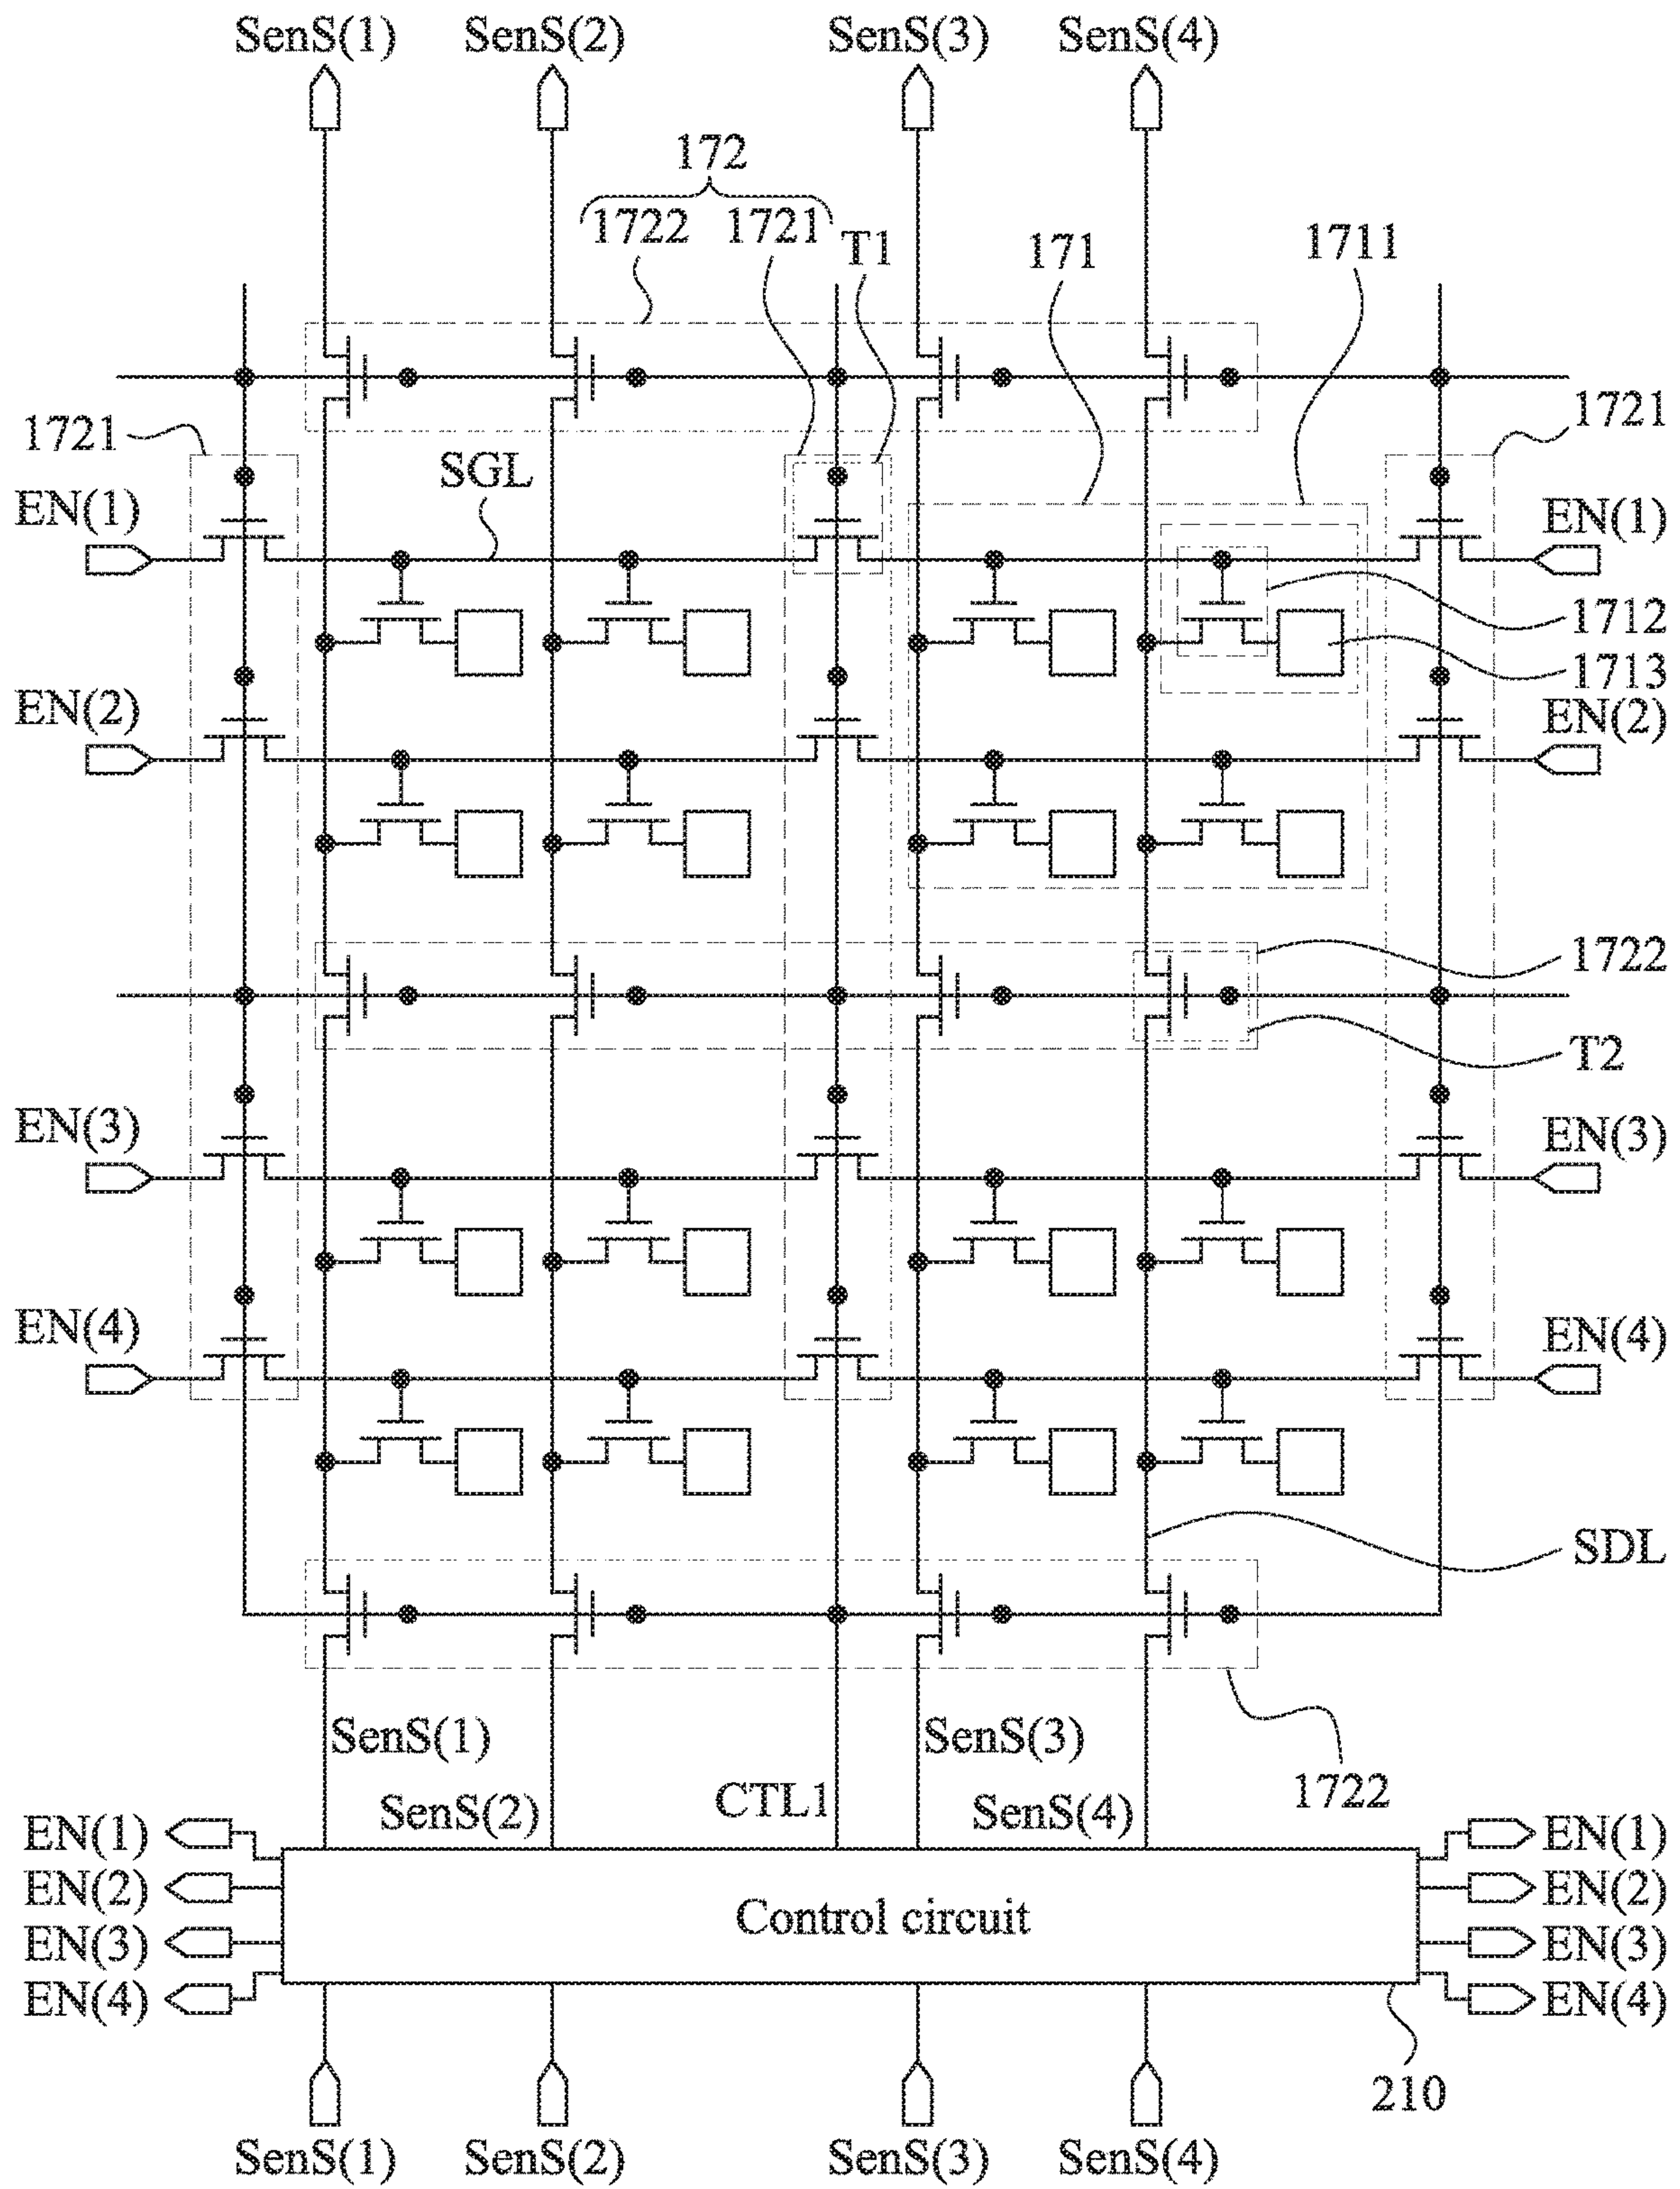 SenS(1) SenS(2) SenS(3) SenS(4)
172
1722 1721 T1 171 1711
1721 1721
SGL
EN(1) EN(1)
1712
1713
EN(2) EN(2)
1722
T2
EN(3) EN(3)
EN(4) EN(4)
SDL
SenS(1) SenS(3)
1722
SenS(2) CTL1 SenS(4)
EN(1) EN(1)
EN(2) EN(2)
Control circuit
EN(3) EN(3)
EN(4) EN(4)
210
SenS(1) SenS(2) SenS(3) SenS(4)